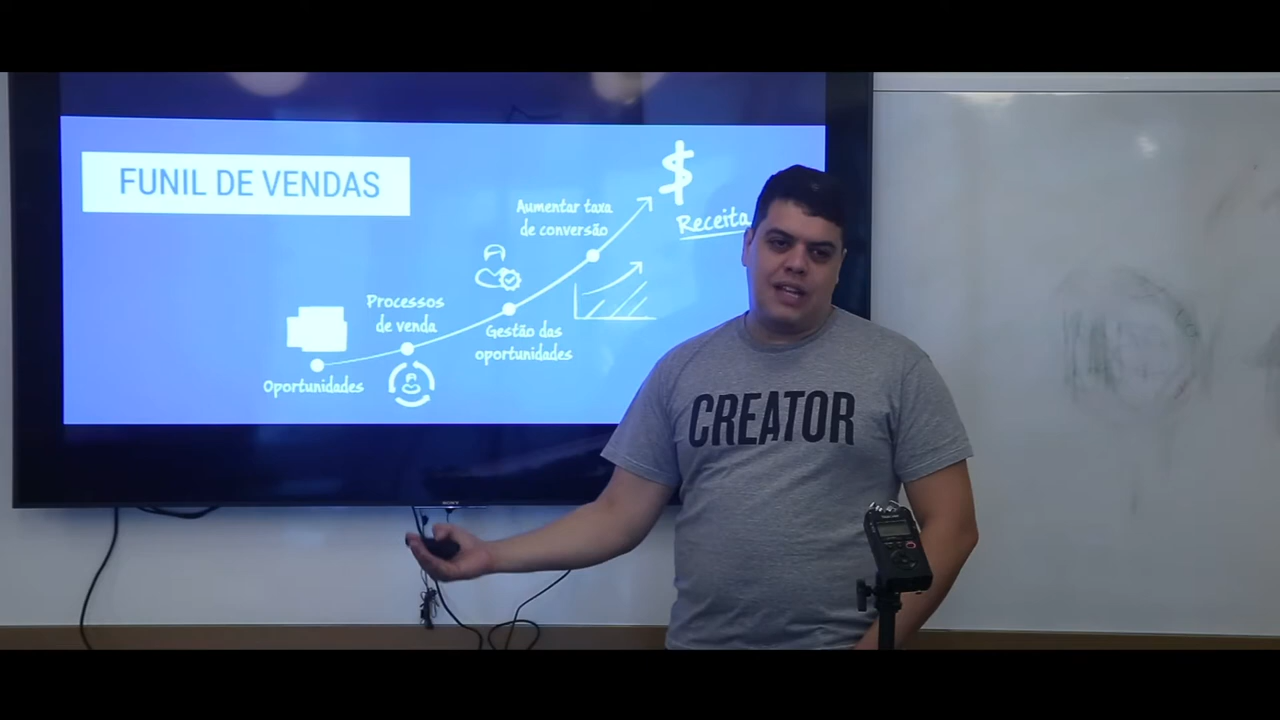 FUNIL DE VENDAS
$
Receita
Aumentar taxa
de conversão
Processos
de venda
Gestão das
oportunidades
Oportunidades
CREATOR
SONY